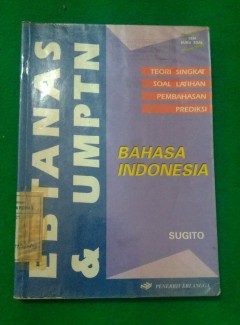 EBTANAS
& UMPTN
TEORI SINGKAT
SOAL LATIHAN
PEMBAHASAN
PREDIKSI
BAHASA
INDONESIA
SUGITO
PENERBIT ERLANGGA